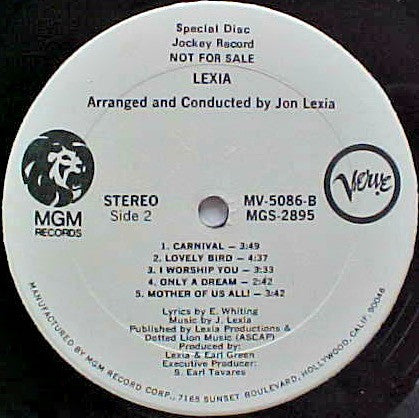 Special Disc
Jockey Record
NOT FOR SALE
LEXIA
Arranged and Conducted by Jon Lexia
MGM
RECORDS
STEREO
Side 2
MV-5086-B
MGS-2895
Verve
1. CARNIVAL – 3:49
2. LOVELY BIRD – 4:37
3. I WORSHIP YOU – 3:33
4. ONLY A DREAM – 2:42
5. MOTHER OF US ALL! – 3:42
Lyrics by E. Whiting
Music by J. Lexia
Published by Lexia Productions &
Dotted Lion Music (ASCAP)
Produced by:
Lexia & Earl Green
Executive Producer:
S. Earl Tavares
MANUFACTURED BY MGM RECORD CORP., 7165 SUNSET BOULEVARD, HOLLYWOOD, CALIF. 90046